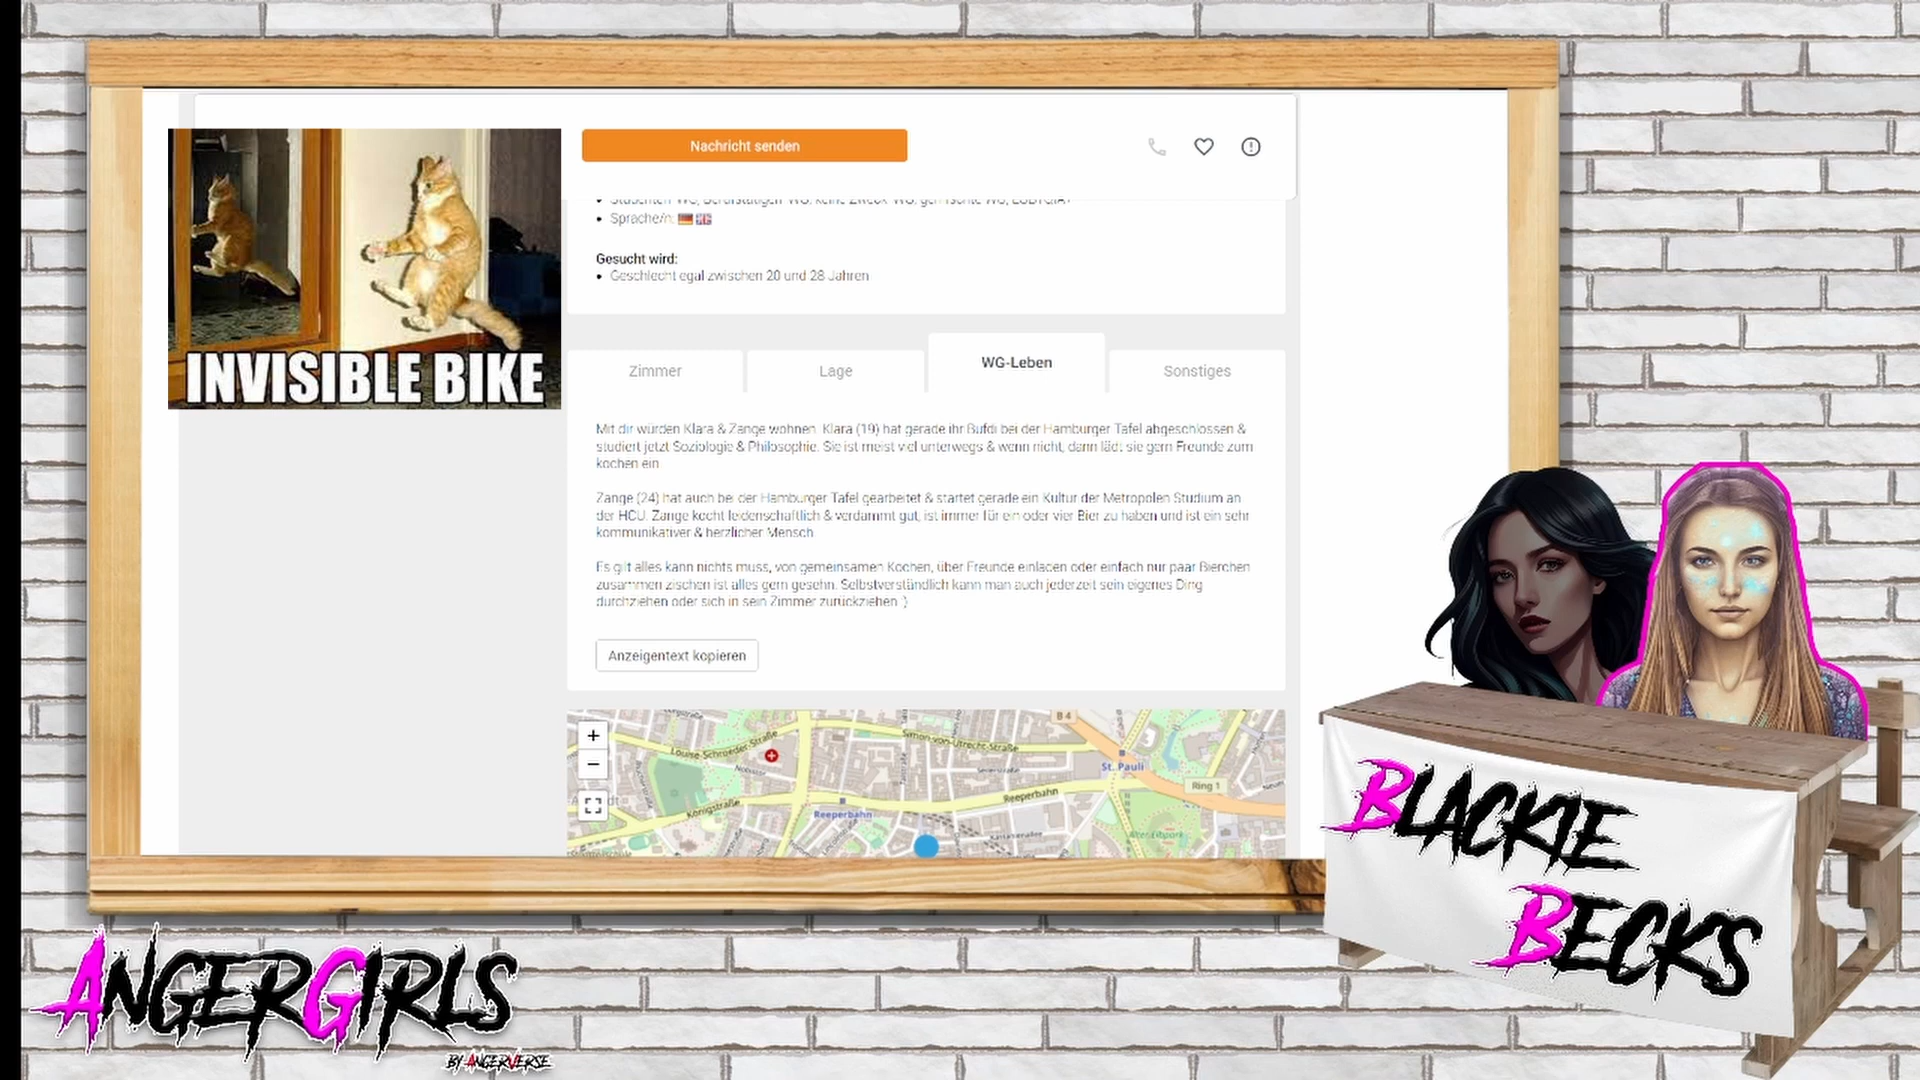 Nachricht senden
INVISIBLE BIKE
Sprache/n:
Gesucht wird:
Geschlecht egal zwischen 20 und 28 Jahren
Zimmer
Lage
WG-Leben
Sonstiges
Mit dir würden Klara & Zange wohnen. Klara (19) hat gerade ihr Bufdi bei der Hamburger Tafel abgeschlossen &
studiert jetzt Soziologie & Philosophie. Sie ist meist viel unterwegs & wenn nicht, dann lädt sie gern Freunde zum
kochen ein
Zange (24) hat auch bei der Hamburger Tafel gearbeitet & startet gerade ein Kultur der Metropolen Studium an
der HCU. Zange kocht leidenschaftlich & verdammt gut, ist immer für ein oder vier Bier zu haben und ist ein sehr
kommunikativer & herzlicher Mensch
Es gilt alles kann nichts muss, von gemeinsamen Kochen, über Freunde einladen oder einfach nur paar Bierchen
zusammen zischen ist alles gern gesehn. Selbstverständlich kann man auch jederzeit sein eigenes Ding
durchziehen oder sich in sein Zimmer zurückziehen :)
Anzeigentext kopieren
+
−
B 4
Louise-Schroeder-Straße
Simon-von-Utrecht-Straße
St. Pauli
Ring 1
Königstraße
Reeperbahn
Reeperbahn
BLACKIE
BECKS
ANGERGIRLS
BY ANGERVERSE